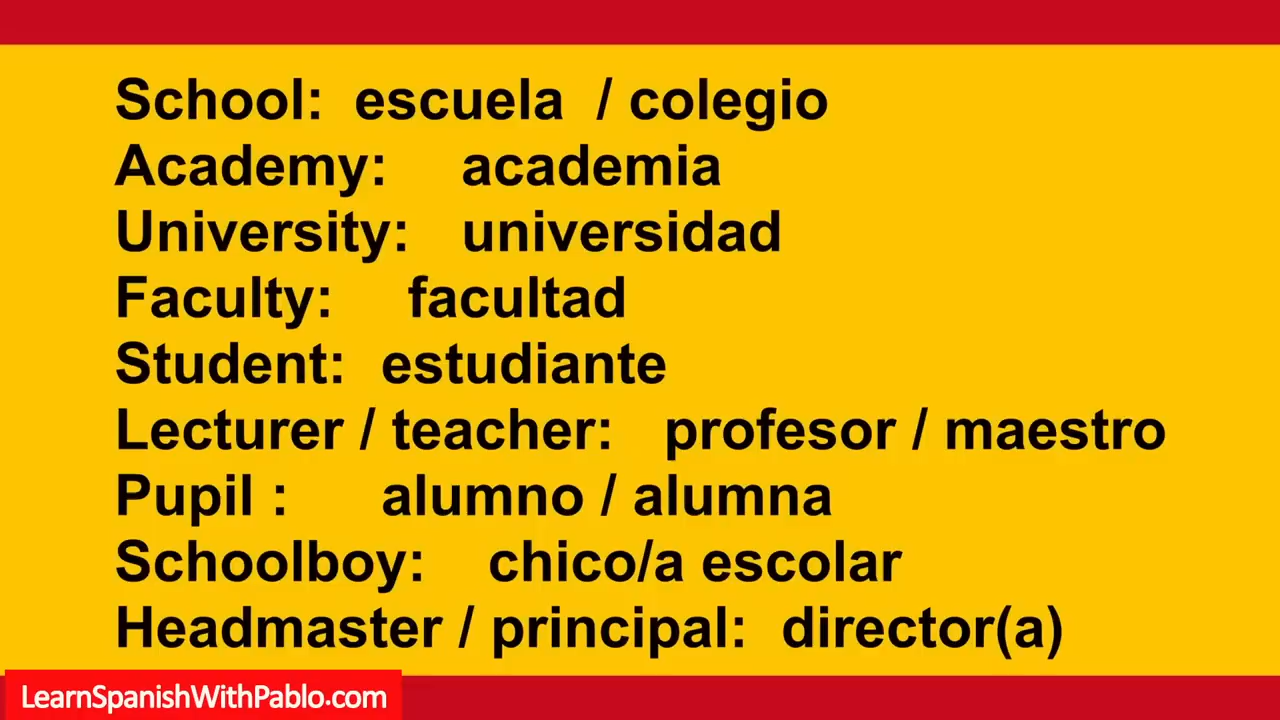 School: escuela / colegio
Academy: academia
University: universidad
Faculty: facultad
Student: estudiante
Lecturer / teacher: profesor / maestro
Pupil : alumno / alumna
Schoolboy: chico/a escolar
Headmaster / principal: director(a)
LearnSpanishWithPablo.com